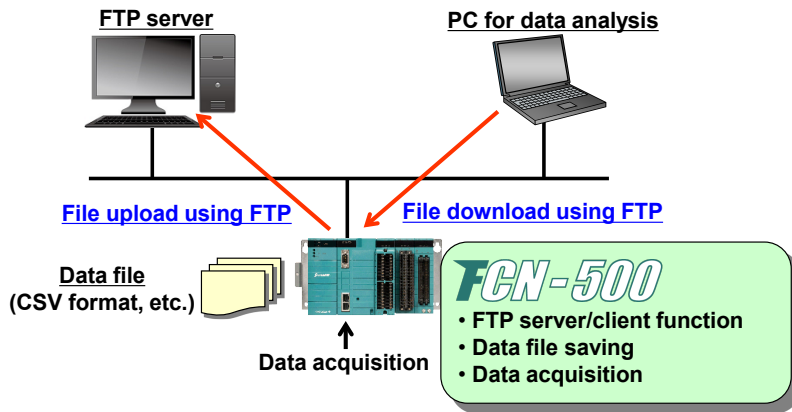 FTP server
PC for data analysis
File upload using FTP
File download using FTP
Data file
(CSV format, etc.)
Data acquisition
FCN-500
• FTP server/client function
• Data file saving
• Data acquisition